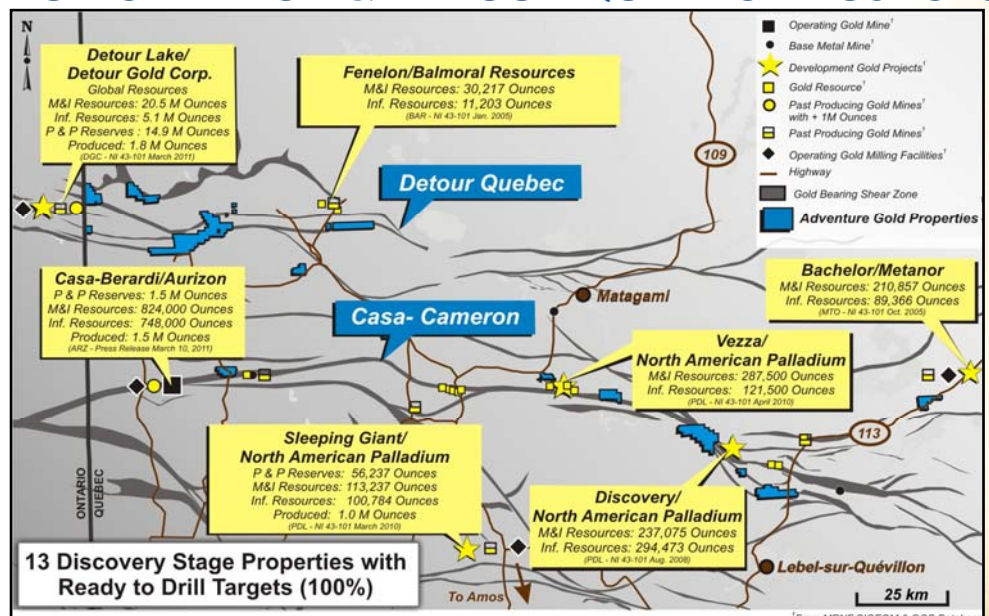 N
Detour Lake/
Detour Gold Corp.
Global Resources
M&I Resources: 20.5 M Ounces
Inf. Resources: 5.1 M Ounces
P & P Reserves : 14.9 M Ounces
Produced: 1.8 M Ounces
(DGC - NI 43-101 March 2011)
Fenelon/Balmoral Resources
M&I Resources: 30,217 Ounces
Inf. Resources: 11,203 Ounces
(BAR - NI 43-101 Jan. 2005)
Operating Gold Mine†
Base Metal Mine†
Development Gold Projects†
Gold Resource†
Past Producing Gold Mines†
with + 1M Ounces
Past Producing Gold Mines†
Operating Gold Milling Facilities†
Highway
Gold Bearing Shear Zone
Adventure Gold Properties
109
Detour Quebec
Casa-Berardi/Aurizon
P & P Reserves: 1.5 M Ounces
M&I Resources: 824,000 Ounces
Inf. Resources: 748,000 Ounces
Produced: 1.5 M Ounces
(ARZ - Press Release March 10, 2011)
Casa- Cameron
Matagami
Bachelor/Metanor
M&I Resources: 210,857 Ounces
Inf. Resources: 89,366 Ounces
(MTO - NI 43-101 Oct. 2005)
Vezza/
North American Palladium
M&I Resources: 287,500 Ounces
Inf. Resources: 121,500 Ounces
(PDL - NI 43-101 April 2010)
113
ONTARIO
QUEBEC
Sleeping Giant/
North American Palladium
P & P Reserves: 56,237 Ounces
M&I Resources: 113,237 Ounces
Inf. Resources: 100,784 Ounces
Produced: 1.0 M Ounces
(PDL - NI 43-101 March 2010)
Discovery/
North American Palladium
M&I Resources: 237,075 Ounces
Inf. Resources: 294,473 Ounces
(PDL - NI 43-101 Aug. 2008)
13 Discovery Stage Properties with
Ready to Drill Targets (100%)
To Amos
Lebel-sur-Quévillon
25 km